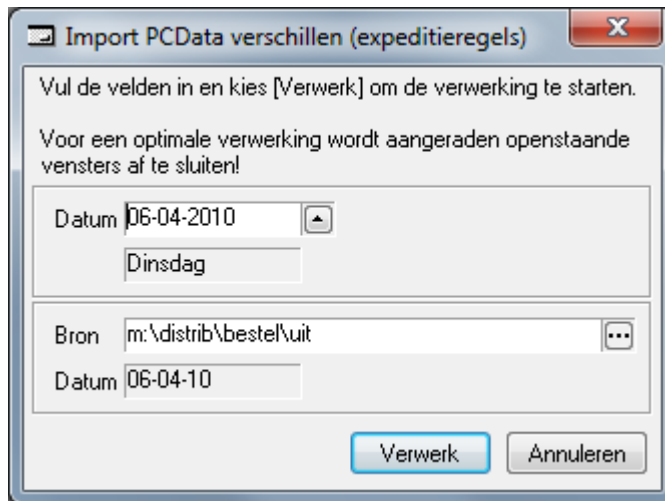 Import PCData verschillen (expeditieregels)
Vul de velden in en kies [Verwerk] om de verwerking te starten.
Voor een optimale verwerking wordt aangeraden openstaande
vensters af te sluiten!
Datum 06-04-2010
Dinsdag
Bron m:\distrib\bestel\uit
Datum 06-04-10
Verwerk Annuleren